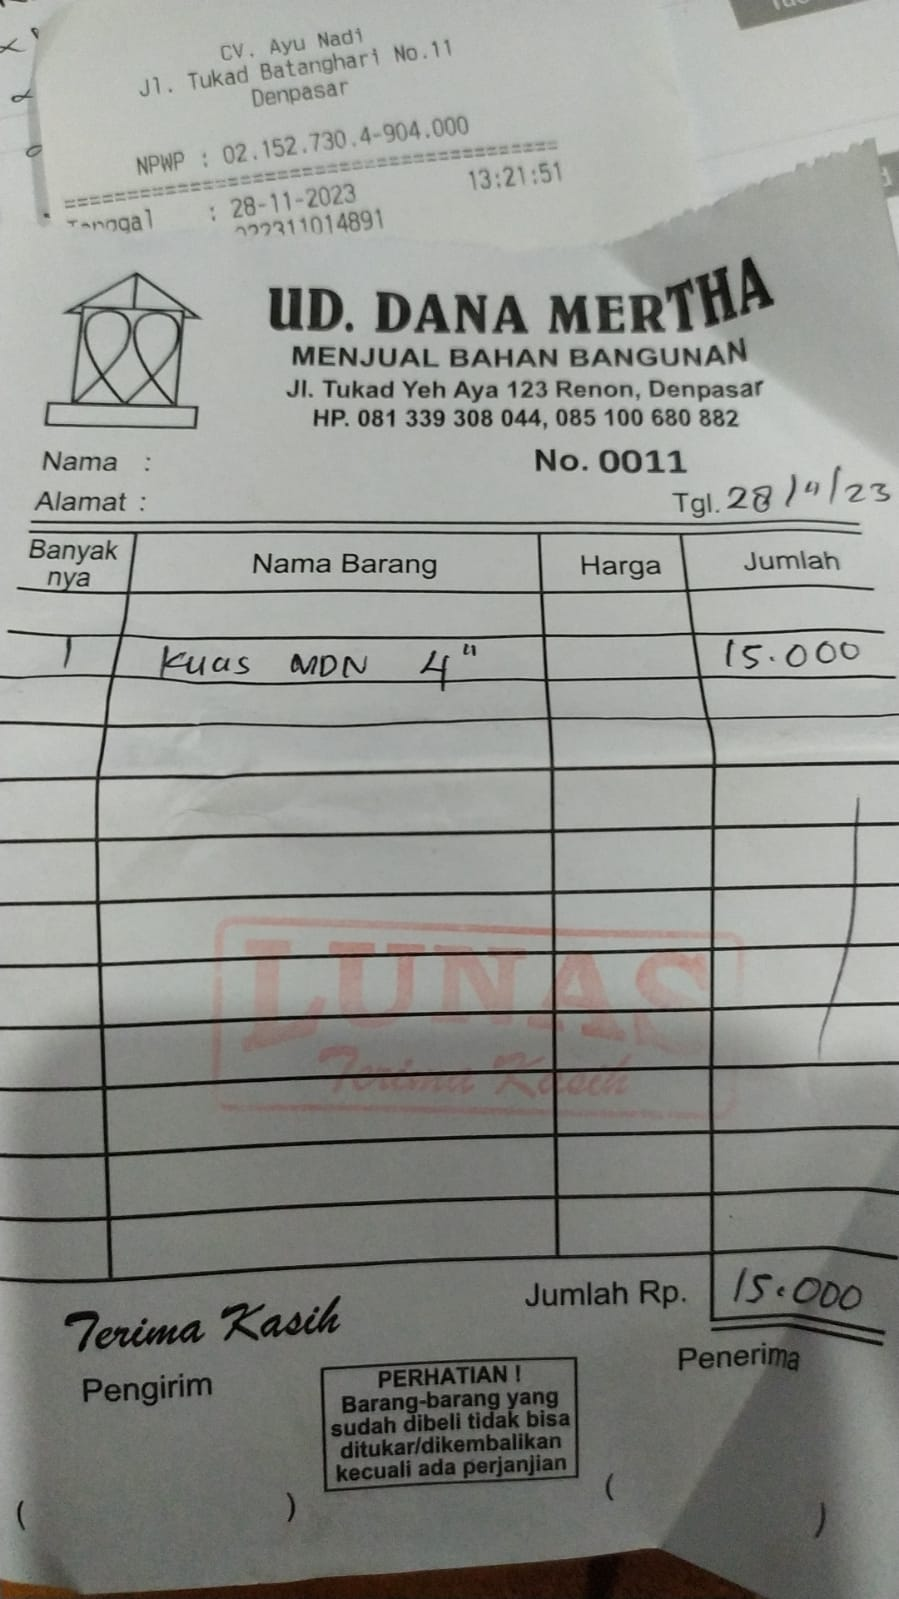 CV. Ayu Nadi
Jl. Tukad Batanghari No.11
Denpasar
NPWP : 02.152.730.4-904.000
=======================================
Tanggal : 28-11-2023 13:21:51
022311014891
UD. DANA MERTHA
MENJUAL BAHAN BANGUNAN
Jl. Tukad Yeh Aya 123 Renon, Denpasar
HP. 081 339 308 044, 085 100 680 882
Nama :
No. 0011
Alamat :
Tgl. 28/11/23
Banyak nya Nama Barang Harga Jumlah
1 Kuas MDN 4" 15.000
LUNAS
Terima Kasih
Jumlah Rp. 15.000
Terima Kasih
Pengirim
Penerima
PERHATIAN !
Barang-barang yang
sudah dibeli tidak bisa
ditukar/dikembalikan
kecuali ada perjanjian
( )
( )